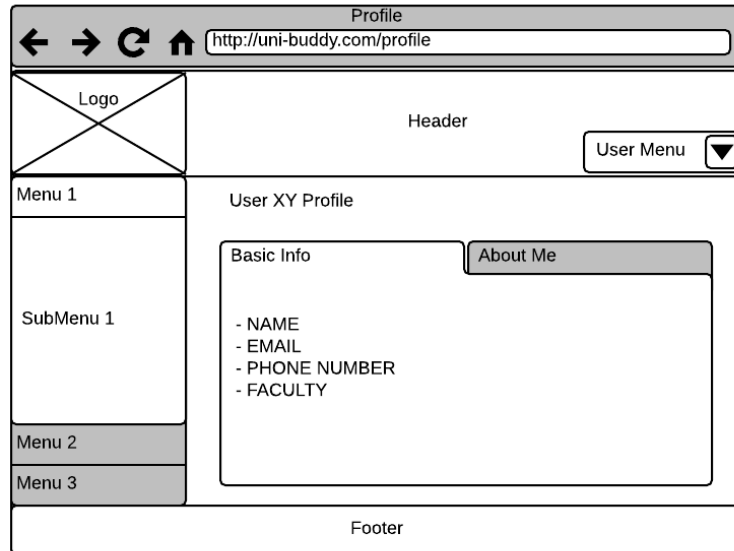 Profile
http://uni-buddy.com/profile
Logo
Header
User Menu
Menu 1
User XY Profile
Basic Info
About Me
SubMenu 1
- NAME
- EMAIL
- PHONE NUMBER
- FACULTY
Menu 2
Menu 3
Footer